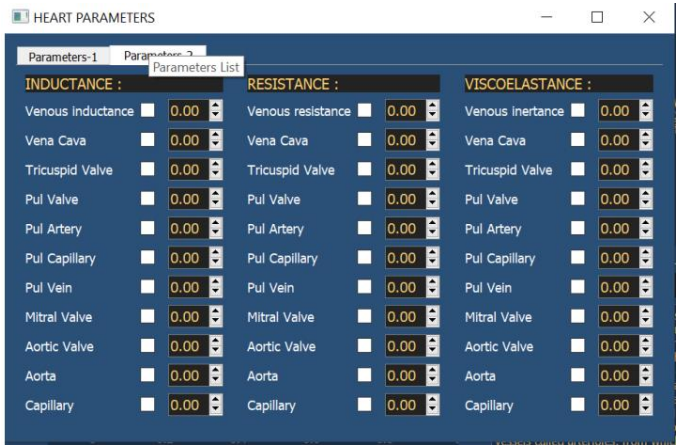 HEART PARAMETERS
Parameters-1
Parameters List
INDUCTANCE : RESISTANCE : VISCOELASTANCE :
Venous inductance 0.00 Venous resistance 0.00 Venous inertance 0.00
Vena Cava 0.00 Vena Cava 0.00 Vena Cava 0.00
Tricuspid Valve 0.00 Tricuspid Valve 0.00 Tricuspid Valve 0.00
Pul Valve 0.00 Pul Valve 0.00 Pul Valve 0.00
Pul Artery 0.00 Pul Artery 0.00 Pul Artery 0.00
Pul Capillary 0.00 Pul Capillary 0.00 Pul Capillary 0.00
Pul Vein 0.00 Pul Vein 0.00 Pul Vein 0.00
Mitral Valve 0.00 Mitral Valve 0.00 Mitral Valve 0.00
Aortic Valve 0.00 Aortic Valve 0.00 Aortic Valve 0.00
Aorta 0.00 Aorta 0.00 Aorta 0.00
Capillary 0.00 Capillary 0.00 Capillary 0.00